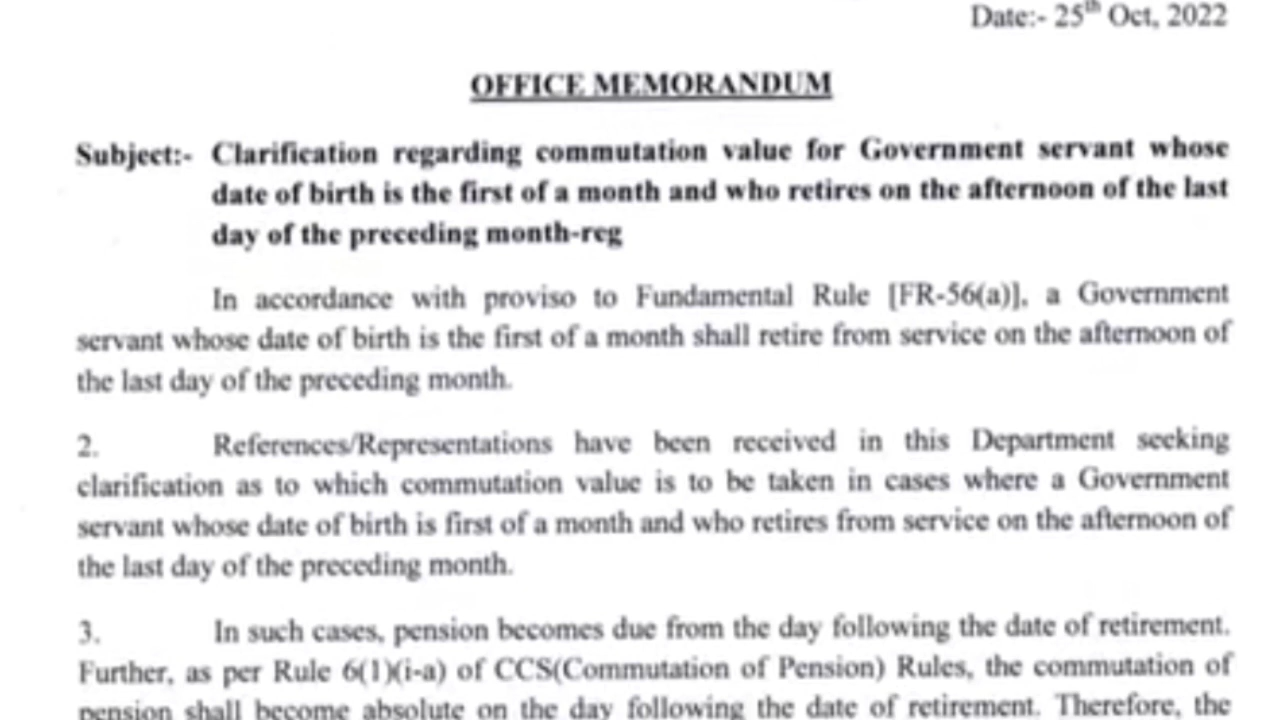 Date:- 25th Oct, 2022
OFFICE MEMORANDUM
Subject:- Clarification regarding commutation value for Government servant whose
date of birth is the first of a month and who retires on the afternoon of the last
day of the preceding month-reg
In accordance with proviso to Fundamental Rule [FR-56(a)], a Government
servant whose date of birth is the first of a month shall retire from service on the afternoon of
the last day of the preceding month.
2. References/Representations have been received in this Department seeking
clarification as to which commutation value is to be taken in cases where a Government
servant whose date of birth is first of a month and who retires from service on the afternoon of
the last day of the preceding month.
3. In such cases, pension becomes due from the day following the date of retirement.
Further, as per Rule 6(1)(i-a) of CCS(Commutation of Pension) Rules, the commutation of
pension shall become absolute on the day following the date of retirement. Therefore, the